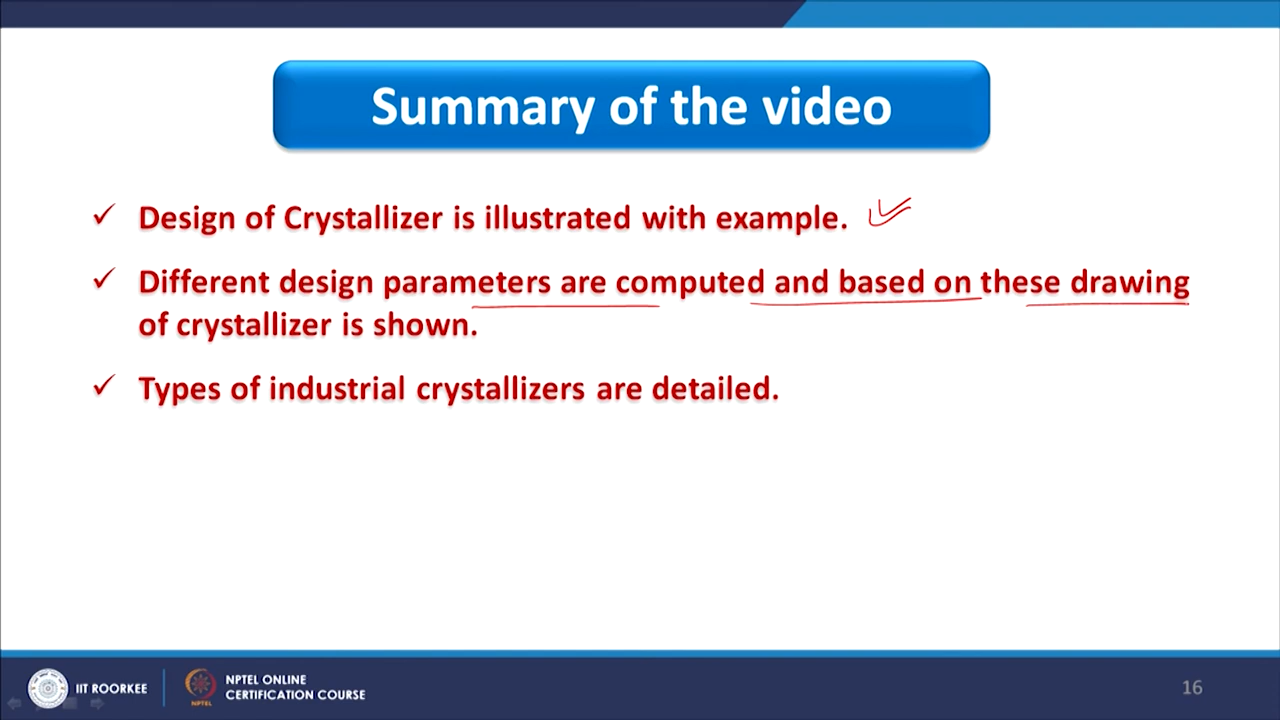 Summary of the video
✓ Design of Crystallizer is illustrated with example.
✓ Different design parameters are computed and based on these drawing
of crystallizer is shown.
✓ Types of industrial crystallizers are detailed.
IIT ROORKEE
NPTEL
NPTEL ONLINE
CERTIFICATION COURSE
16